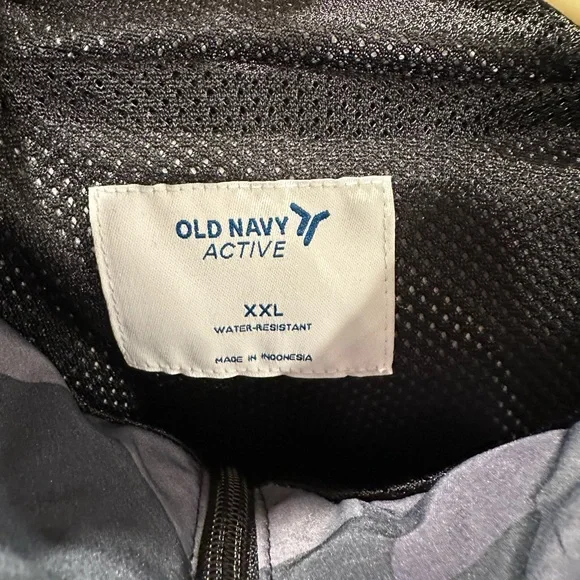 OLD NAVY
ACTIVE
XXL
WATER-RESISTANT
MADE IN INDONESIA